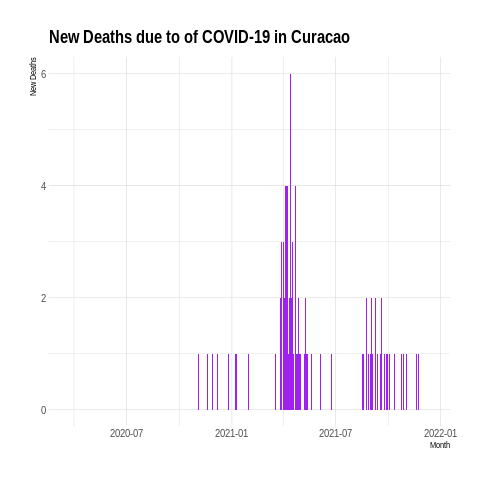 New Deaths due to of COVID-19 in Curacao
New Deaths
6
4
2
0
2020-07 2021-01 2021-07 2022-01
Month